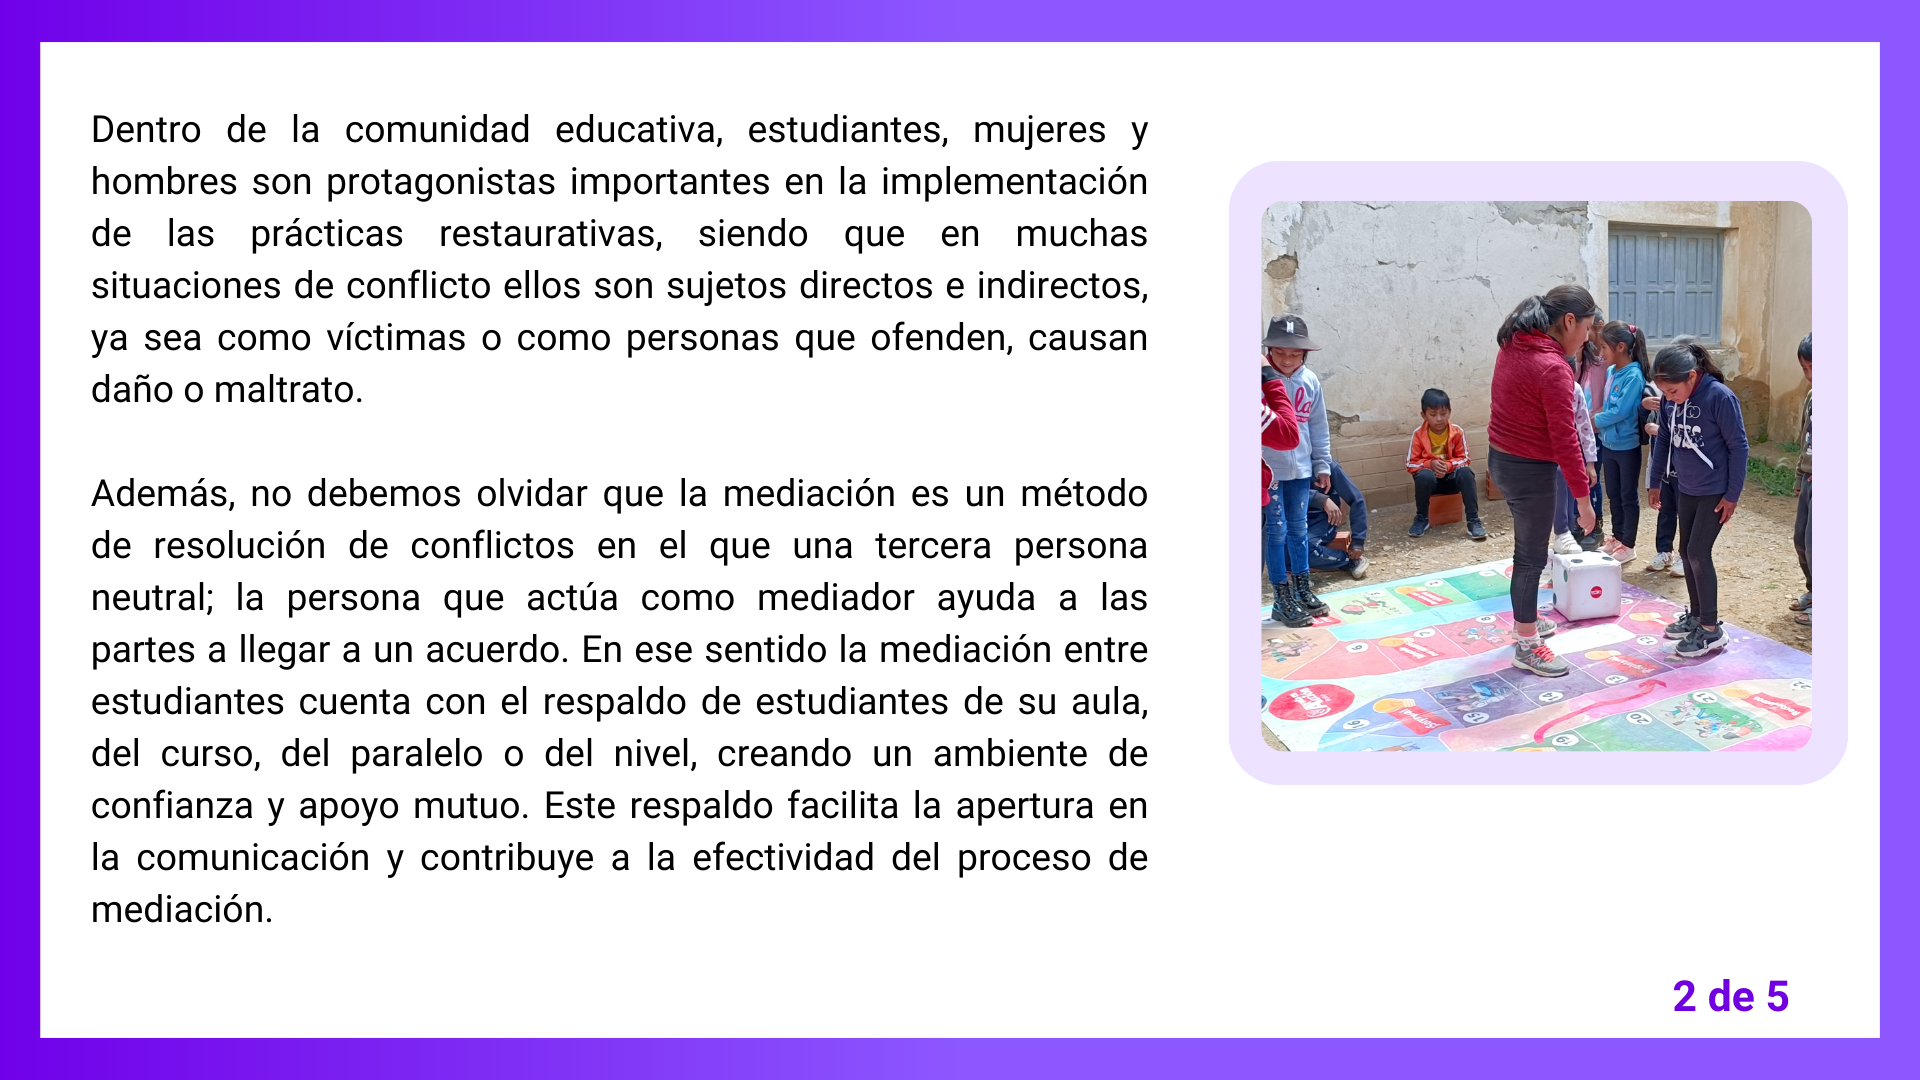 Dentro de la comunidad educativa, estudiantes, mujeres y
hombres son protagonistas importantes en la implementación
de las prácticas restaurativas, siendo que en muchas
situaciones de conflicto ellos son sujetos directos e indirectos,
ya sea como víctimas o como personas que ofenden, causan
daño o maltrato.
Además, no debemos olvidar que la mediación es un método
de resolución de conflictos en el que una tercera persona
neutral; la persona que actúa como mediador ayuda a las
partes a llegar a un acuerdo. En ese sentido la mediación entre
estudiantes cuenta con el respaldo de estudiantes de su aula,
del curso, del paralelo o del nivel, creando un ambiente de
confianza y apoyo mutuo. Este respaldo facilita la apertura en
la comunicación y contribuye a la efectividad del proceso de
mediación.
2 de 5